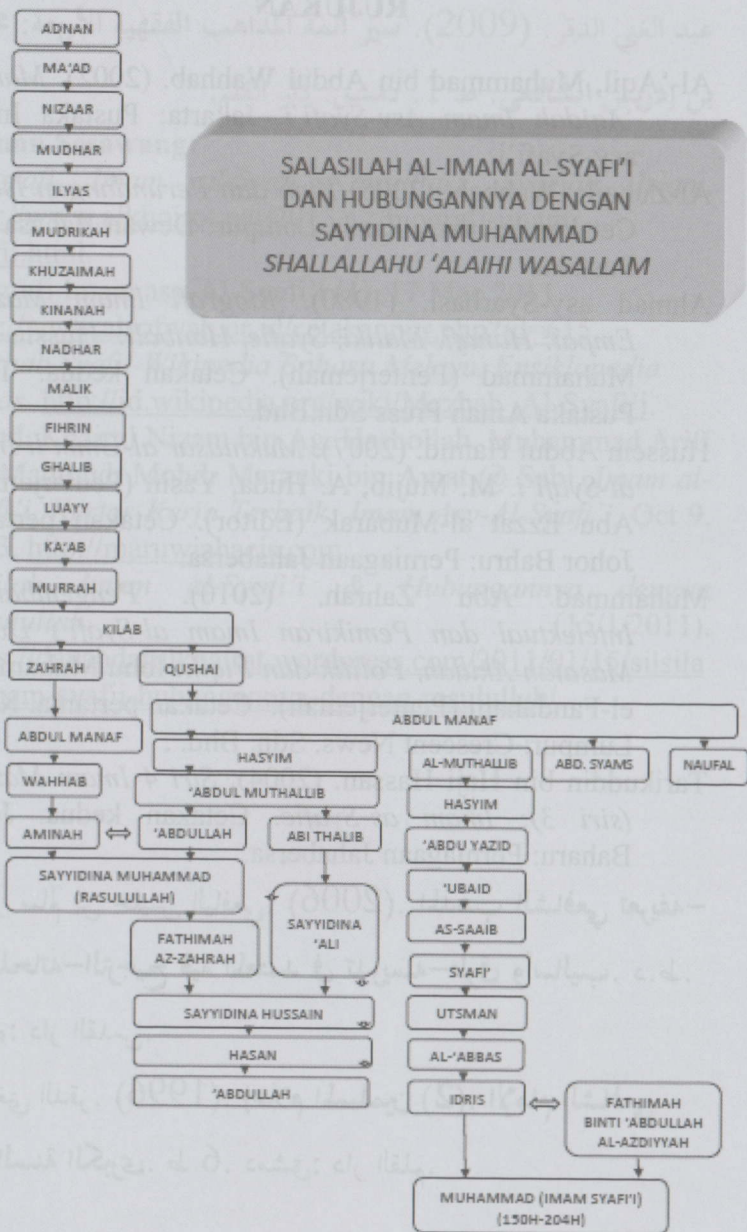 ADNAN
MA'AD
NIZAAR
MUDHAR
ILYAS
MUDRIKAH
KHUZAIMAH
KINANAH
NADHAR
MALIK
FIHRIN
GHALIB
LUAYY
KA'AB
MURRAH
KILAB
ZAHRAH
QUSHAI
SALASILAH AL-IMAM AL-SYAFI'I
DAN HUBUNGANNYA DENGAN
SAYYIDINA MUHAMMAD
SHALLALLAHU 'ALAIHI WASALLAM
ABDUL MANAF
WAHHAB
AMINAH
ABDUL MANAF
HASYIM
'ABDUL MUTHALLUB
'ABDULLAH
ABI THALIB
SAYYIDINA MUHAMMAD
(RASULULLAH)
FATHIMAH
AZ-ZAHRAH
SAYYIDINA
'ALI
SAYYIDINA HUSSAIN
HASAN
'ABDULLAH
AL-MUTHALLIB
ABD. SYAMS
NAUFAL
HASYIM
'ABDU YAZID
'UBAID
AS-SAAIB
SYAFI'
UTSMAN
AL-'ABBAS
IDRIS
FATHIMAH
BINTI 'ABDULLAH
AL-AZDIYYAH
MUHAMMAD (IMAM SYAFI'I)
(150H-204H)